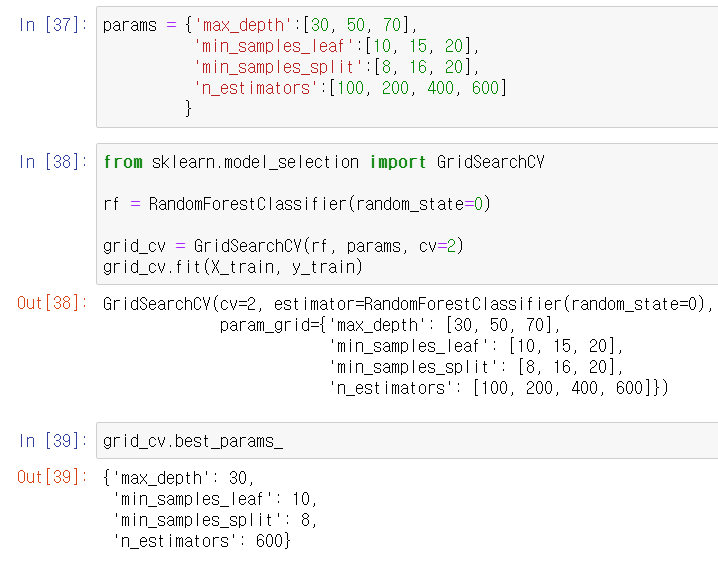 In [37]: params = {'max_depth':[30, 50, 70],
'min_samples_leaf':[10, 15, 20],
'min_samples_split':[8, 16, 20],
'n_estimators':[100, 200, 400, 600]
}
In [38]: from sklearn.model_selection import GridSearchCV
rf = RandomForestClassifier(random_state=0)
grid_cv = GridSearchCV(rf, params, cv=2)
grid_cv.fit(X_train, y_train)
Out[38]: GridSearchCV(cv=2, estimator=RandomForestClassifier(random_state=0),
param_grid={'max_depth': [30, 50, 70],
'min_samples_leaf': [10, 15, 20],
'min_samples_split': [8, 16, 20],
'n_estimators': [100, 200, 400, 600]})
In [39]: grid_cv.best_params_
Out[39]: {'max_depth': 30,
'min_samples_leaf': 10,
'min_samples_split': 8,
'n_estimators': 600}